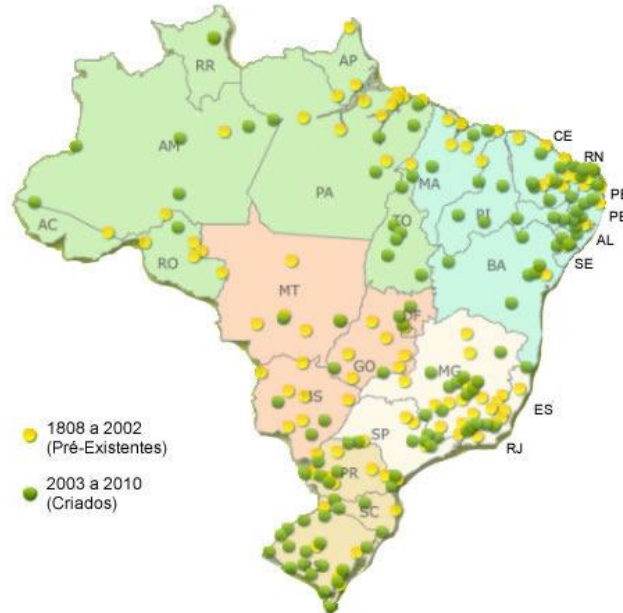 RR
AP
AM
PA
MA
CE
RN
PI
PE
AC
TO
PE
AL
RO
SE
BA
MT
DF
GO
MG
MS
ES
SP
RJ
PR
SC
1808 a 2002
(Pré-Existentes)
2003 a 2010
(Criados)